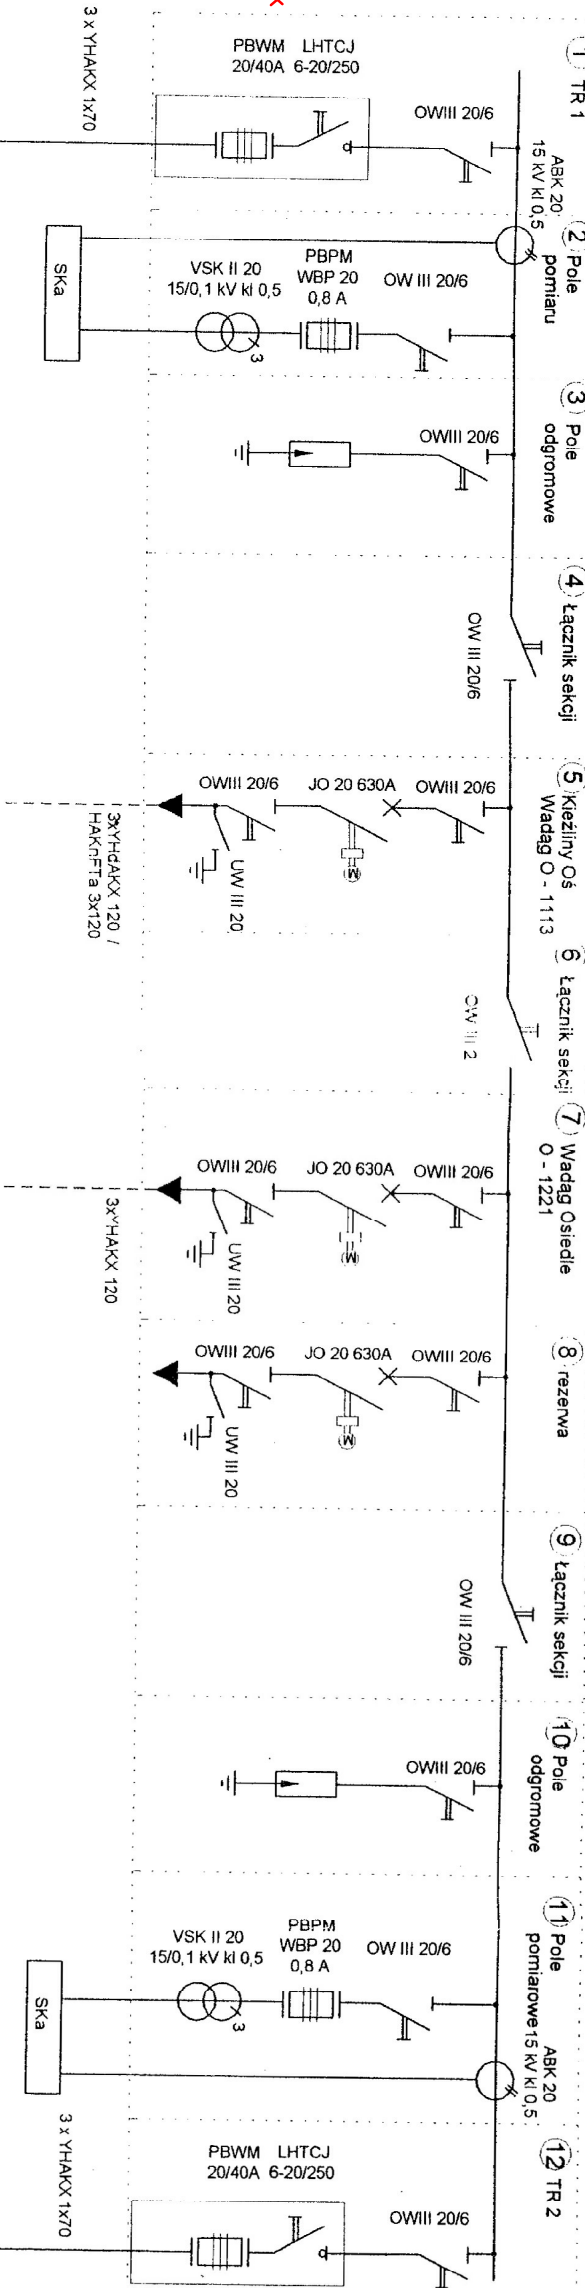 1 TR 1
PBWM LHTCJ
20/40A 6-20/250
OWIII 20/6
3 x YHAKX 1x70
ABK 20
15 kV kl 0,5
2 Pole
pomiaru
SKa
VSK II 20
15/0,1 kV kl 0,5
3
PBPM
WBP 20
0,8 A
OW III 20/6
3 Pole
odgromowe
OWIII 20/6
4 Łącznik sekcji
OW III 20/6
5 Kieźliny Oś
Wadąg O - 1113
OWIII 20/6
JO 20 630A
OWIII 20/6
M
UW III 20
3xYHdAKX 120 /
HAKnFTa 3x120
6 Łącznik sekcji
OW III 2
7 Wadąg Osiedle
O - 1221
OWIII 20/6
JO 20 630A
OWIII 20/6
M
UW III 20
3xYHAKX 120
8 rezerwa
OWIII 20/6
JO 20 630A
OWIII 20/6
M
UW III 20
9 Łącznik sekcji
OW III 20/6
10 Pole
odgromowe
OWIII 20/6
11 Pole
pomiarowe
ABK 20
15 kV kl 0,5
VSK II 20
15/0,1 kV kl 0,5
3
PBPM
WBP 20
0,8 A
OW III 20/6
SKa
12 TR 2
PBWM LHTCJ
20/40A 6-20/250
OWIII 20/6
3 x YHAKX 1x70